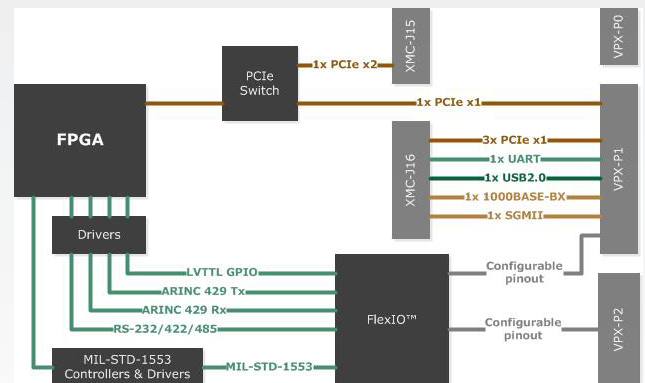 XMC-J15
VPX-P0
1x PCIe x2
PCIe
Switch
1x PCIe x1
FPGA
3x PCIe x1
XMC-J16
1x UART
VPX-P1
1x USB2.0
1x 1000BASE-BX
1x SGMII
Drivers
LVTTL GPIO
Configurable
pinout
ARINC 429 Tx
ARINC 429 Rx
FlexIO™
RS-232/422/485
Configurable
pinout
VPX-P2
MIL-STD-1553
Controllers & Drivers
MIL-STD-1553